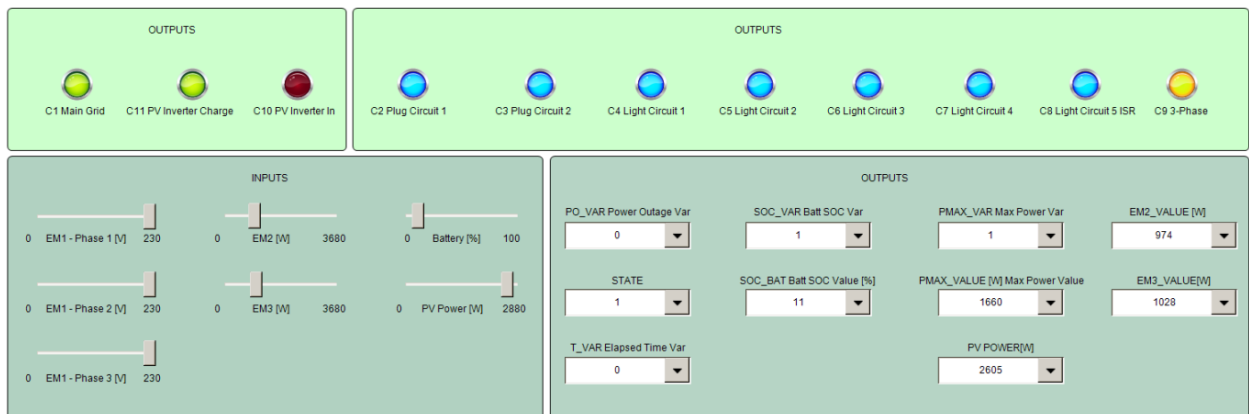 OUTPUTS
C1 Main Grid
C11 PV Inverter Charge
C10 PV Inverter In
OUTPUTS
C2 Plug Circuit 1
C3 Plug Circuit 2
C4 Light Circuit 1
C5 Light Circuit 2
C6 Light Circuit 3
C7 Light Circuit 4
C8 Light Circuit 5 ISR
C9 3-Phase
INPUTS
0 EM1 - Phase 1 [V] 230
0 EM2 [W] 3680
0 Battery [%] 100
0 EM1 - Phase 2 [V] 230
0 EM3 [W] 3680
0 PV Power [W] 2880
0 EM1 - Phase 3 [V] 230
OUTPUTS
PO_VAR Power Outage Var
0
SOC_VAR Batt SOC Var
1
PMAX_VAR Max Power Var
1
EM2_VALUE [W]
974
STATE
1
SOC_BAT Batt SOC Value [%]
11
PMAX_VALUE [W] Max Power Value
1660
EM3_VALUE[W]
1028
T_VAR Elapsed Time Var
0
PV POWER[W]
2605